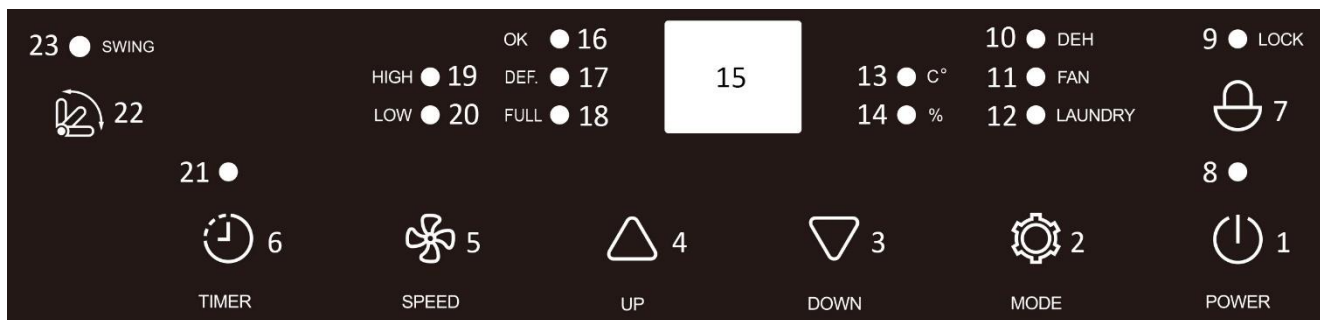 23 SWING
OK 16
10 DEH
9 LOCK
HIGH 19
DEF. 17
15
13 C°
11 FAN
22
LOW 20
FULL 18
14 %
12 LAUNDRY
7
21
8
6
5
4
3
2
1
TIMER
SPEED
UP
DOWN
MODE
POWER